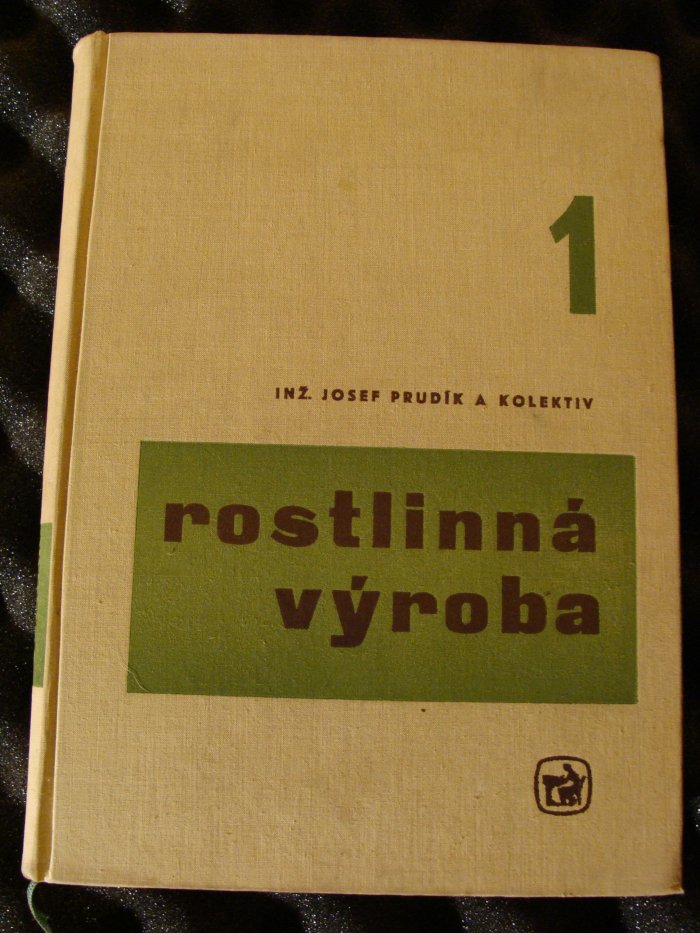 1
INŽ. JOSEF PRUDÍK A KOLEKTIV
rostlinná
výroba